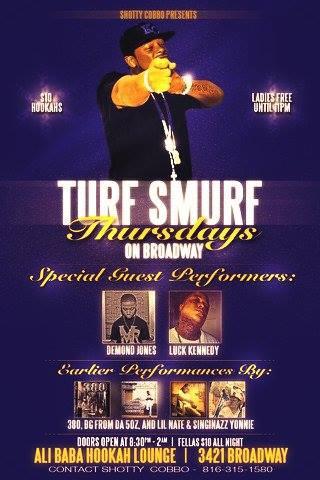 SHOTTY COBBO PRESENTS
$10
HOOKAHS
LADIES FREE
UNTIL 11PM
TURF SMURF
Thursdays
ON BROADWAY
Special Guest Performers:
DEMOND JONES
LUCK KENNEDY
Earlier Performances By:
380, BG FROM DA 50Z, AND LIL NATE & SINGINAZZ YONNIE
DOORS OPEN AT 8:30PM - 2AM | FELLAS $10 ALL NIGHT
ALI BABA HOOKAH LOUNGE | 3421 BROADWAY
CONTACT SHOTTY COBBO - 816-315-1580